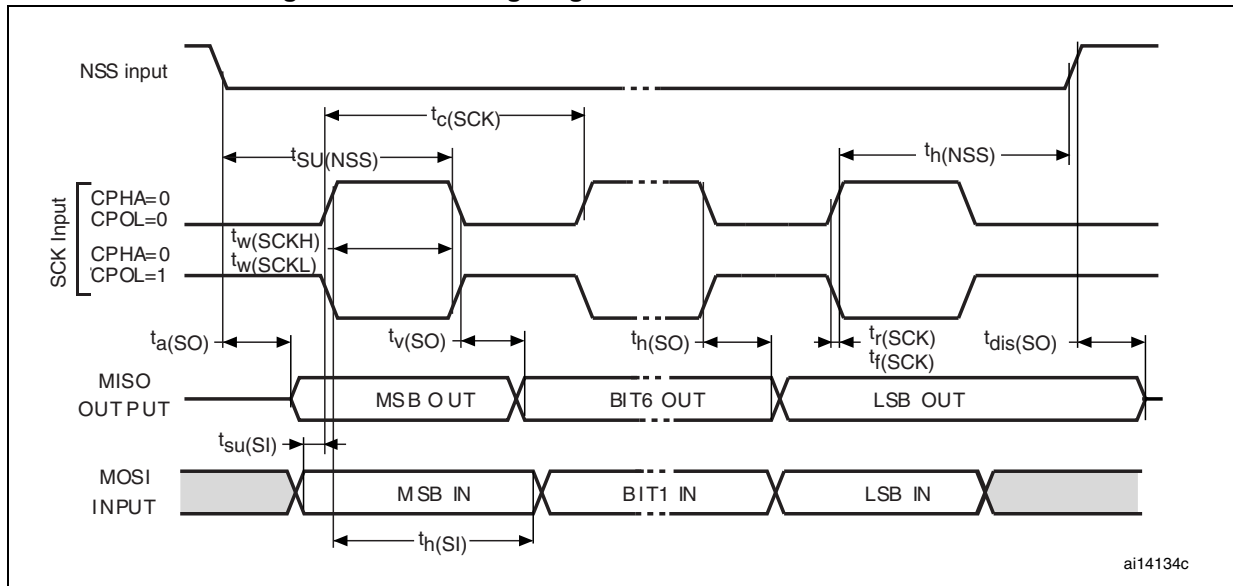 NSS input
tc(SCK)
tSU(NSS)
th(NSS)
SCK Input
CPHA=0
CPOL=0
tw(SCKH)
CPHA=0
tw(SCKL)
CPOL=1
ta(SO)
tv(SO)
th(SO)
tr(SCK)
tf(SCK)
tdis(SO)
MISO
OUTPUT
MSB OUT
BIT6 OUT
LSB OUT
tsu(SI)
MOSI
INPUT
MSB IN
BIT1 IN
LSB IN
th(SI)
ai14134c